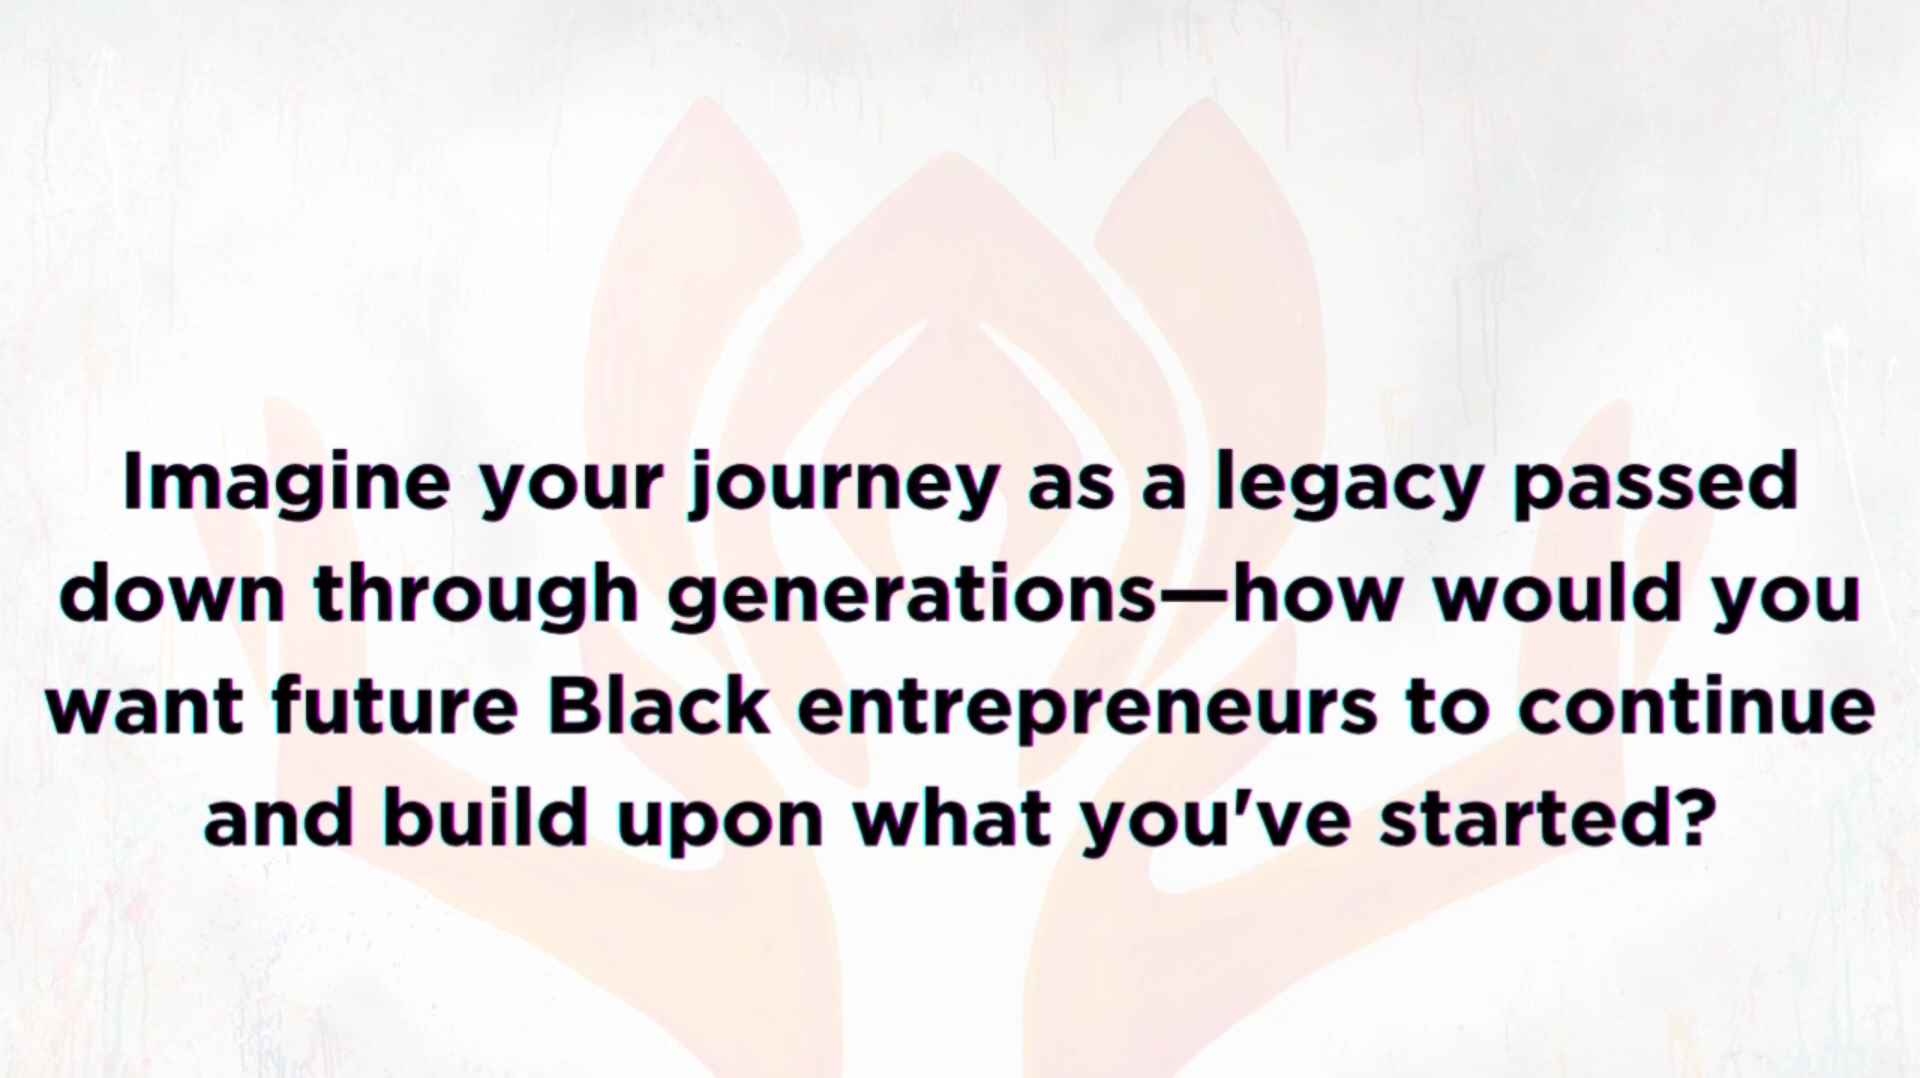 Imagine your journey as a legacy passed
down through generations—how would you
want future Black entrepreneurs to continue
and build upon what you've started?